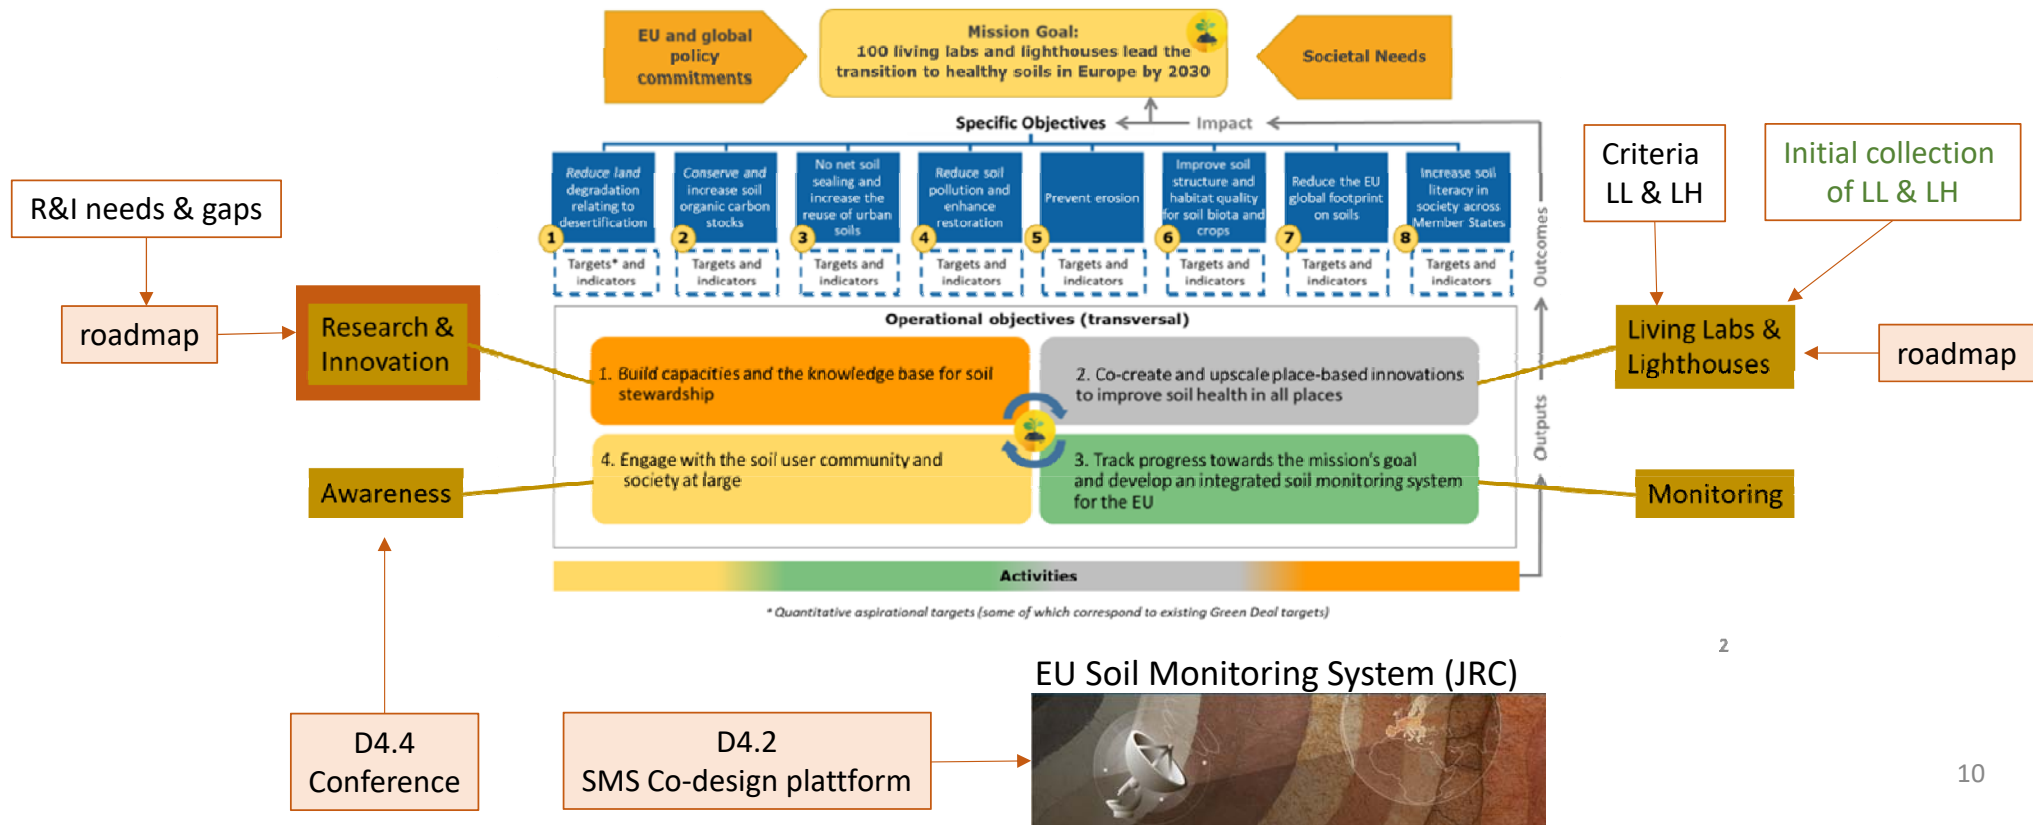 EU and global
policy
commitments
Mission Goal:
100 living labs and lighthouses lead the
transition to healthy soils in Europe by 2030
Societal Needs
Specific Objectives
Impact
Reduce land
degradation
relating to
desertification
1
Targets* and
indicators
Conserve and
increase soil
organic carbon
stocks
2
Targets and
indicators
No net soil
sealing and
increase the
reuse of urban
soils
3
Targets and
indicators
Reduce soil
pollution and
enhance
restoration
4
Targets and
indicators
Prevent erosion
5
Targets and
indicators
Improve soil
structure and
habitat quality
for soil biota and
crops
6
Targets and
indicators
Reduce the EU
global footprint
on soils
7
Targets and
indicators
Increase soil
literacy in
society across
Member States
8
Targets and
indicators
Outcomes
Outputs
R&I needs & gaps
roadmap
Research &
Innovation
Criteria
LL & LH
Initial collection
of LL & LH
Living Labs &
Lighthouses
roadmap
Operational objectives (transversal)
1. Build capacities and the knowledge base for soil
stewardship
2. Co-create and upscale place-based innovations
to improve soil health in all places
4. Engage with the soil user community and
society at large
3. Track progress towards the mission's goal
and develop an integrated soil monitoring system
for the EU
Awareness
Monitoring
Activities
* Quantitative aspirational targets (some of which correspond to existing Green Deal targets)
2
EU Soil Monitoring System (JRC)
D4.4
Conference
D4.2
SMS Co-design plattform
10